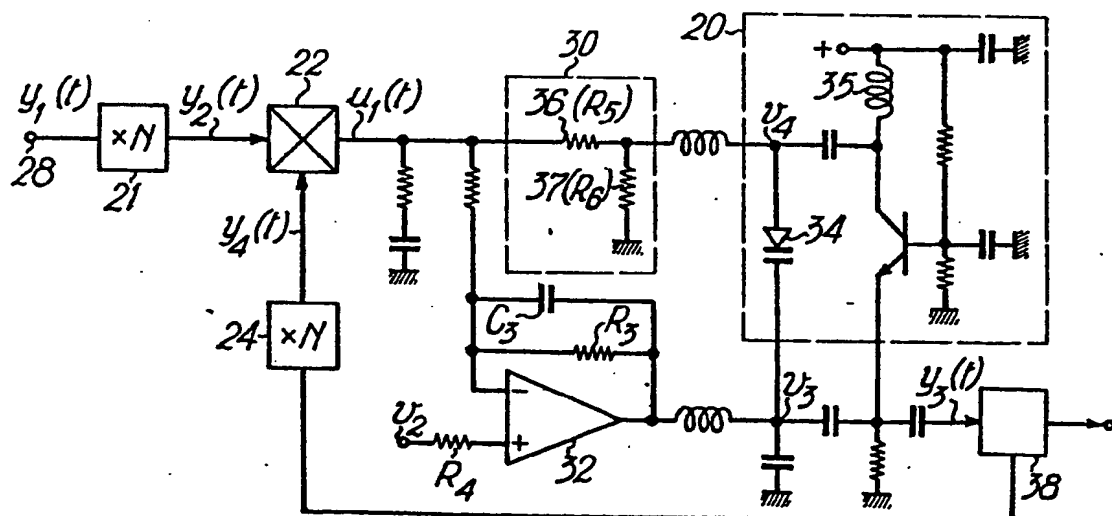 20
30
22
+
y₁(t)
y₂(t)
u₁(t)
36(R₅)
35
v₄
×N
28
21
37(R₆)
34
y₄(t)
C₃
R₃
24
×N
v₃
y₃(t)
−
v₂
+
R₄
32
38